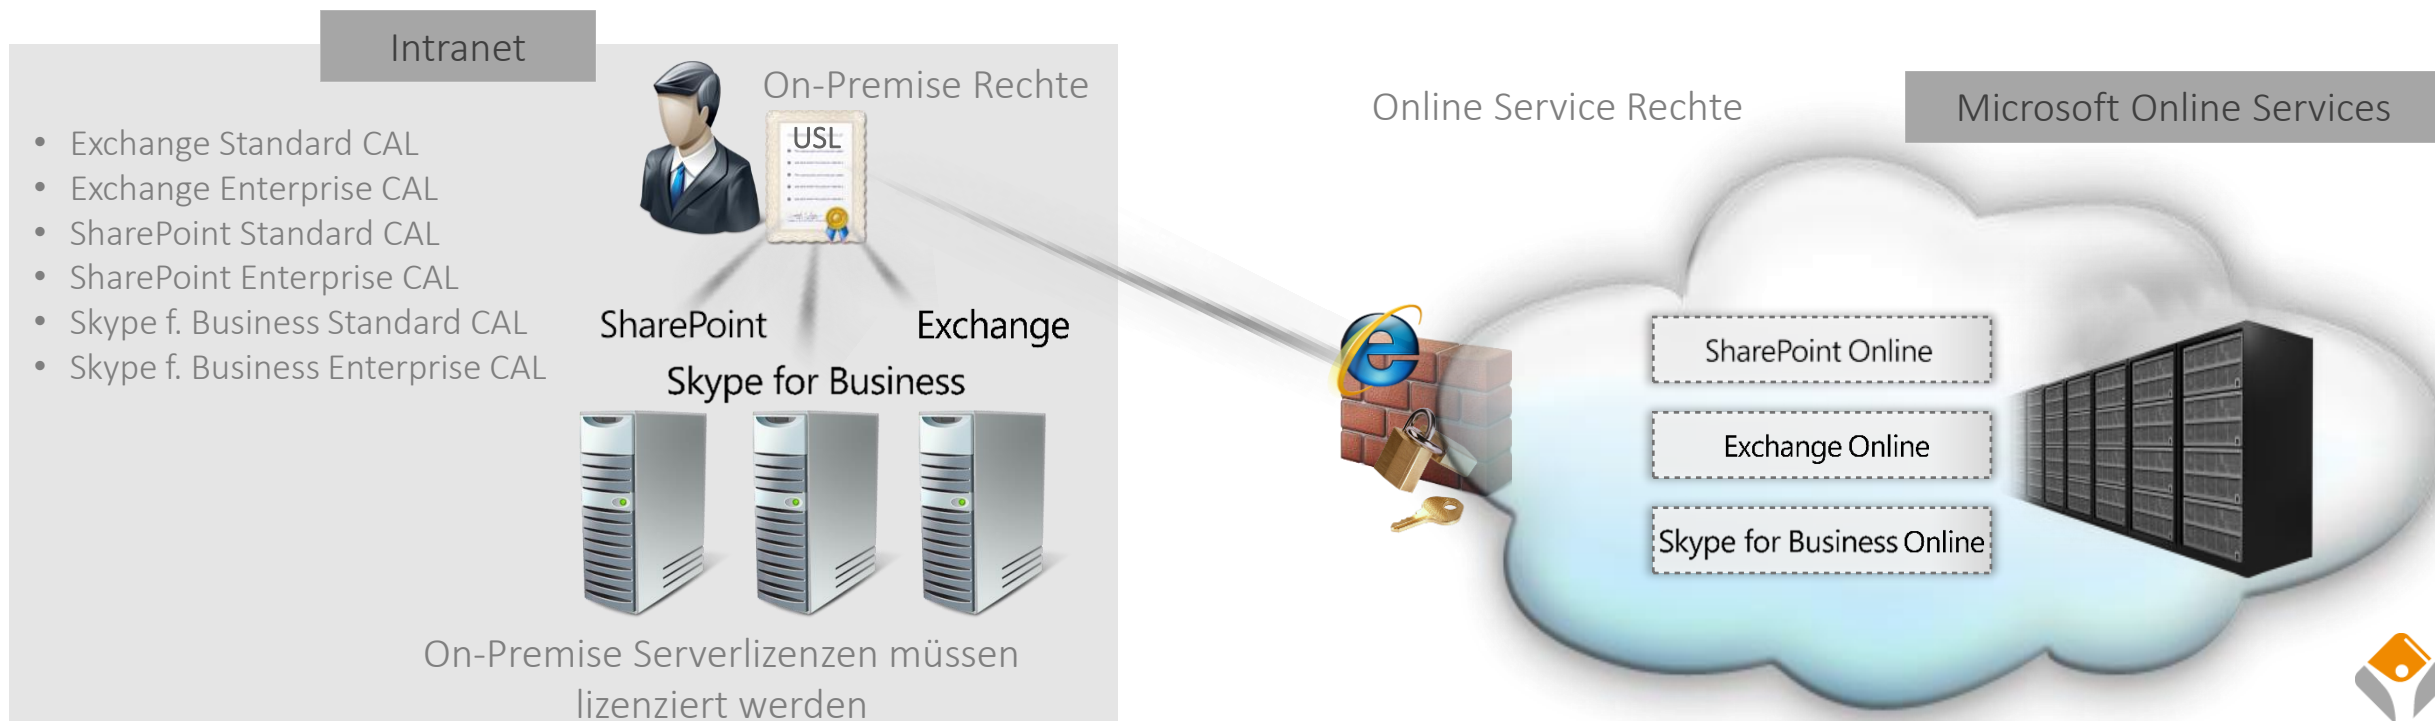 Intranet
On-Premise Rechte
USL
• Exchange Standard CAL
• Exchange Enterprise CAL
• SharePoint Standard CAL
• SharePoint Enterprise CAL
• Skype f. Business Standard CAL
• Skype f. Business Enterprise CAL
SharePoint
Exchange
Skype for Business
On-Premise Serverlizenzen müssen
lizenziert werden
Online Service Rechte
Microsoft Online Services
SharePoint Online
Exchange Online
Skype for Business Online